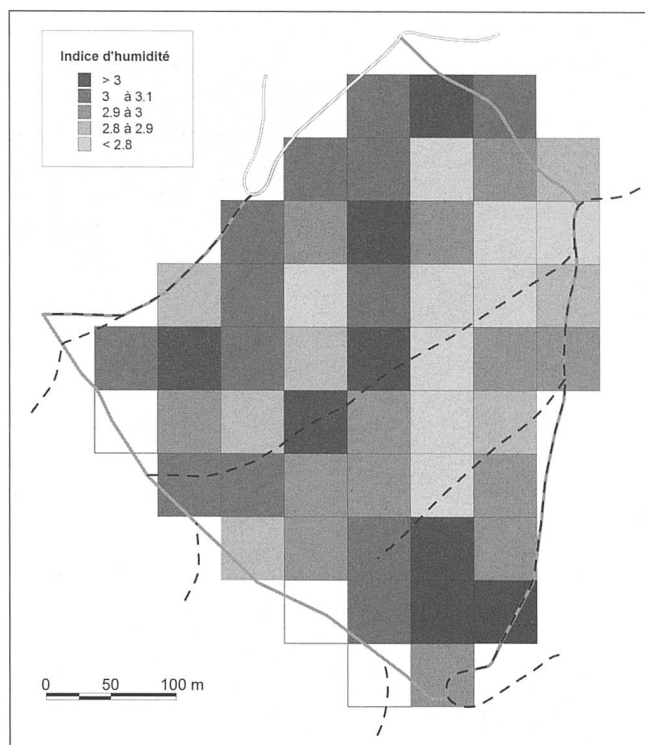 Indice d'humidité
> 3
3 à 3.1
2.9 à 3
2.8 à 2.9
< 2.8
0 50 100 m